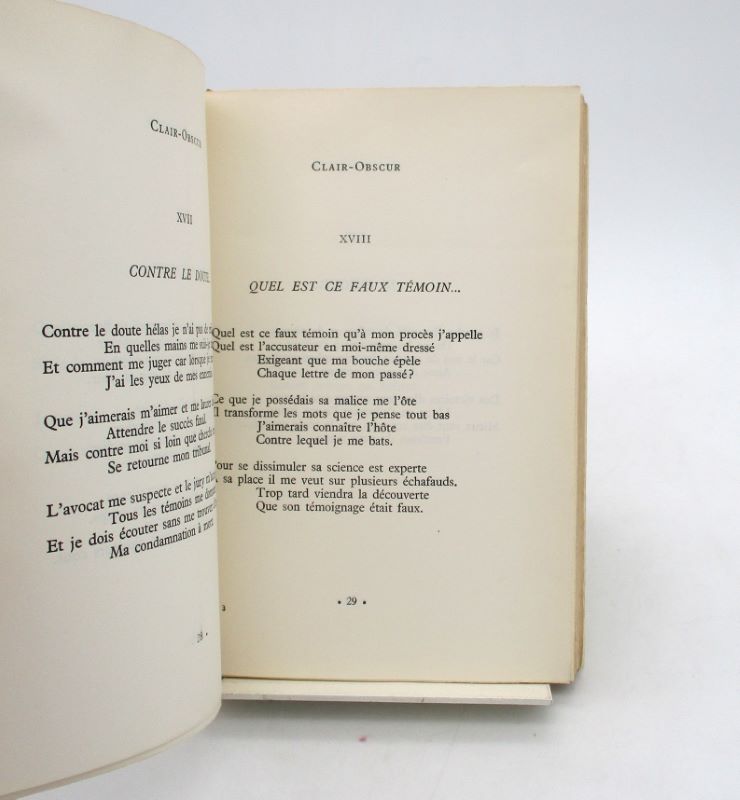 CLAIR-OBSCUR
XVII
CONTRE LE DOUTE
Contre le doute hélas je n'ai pas de
En quelles mains me
Et comment me juger car lorsque je
J'ai les yeux de mes
Que j'aimerais m'aimer et me
Attendre le succès final.
Mais contre moi si loin que
Se retourne mon tribunal.
L'avocat me suspecte et le jury
Tous les témoins me
Et je dois écouter sans me
Ma condamnation à mort.
28 •
CLAIR-OBSCUR
XVIII
QUEL EST CE FAUX TÉMOIN...
Quel est ce faux témoin qu'à mon procès j'appelle
Quel est l'accusateur en moi-même dressé
Exigeant que ma bouche épèle
Chaque lettre de mon passé?
Ce que je possédais sa malice me l'ôte
Il transforme les mots que je pense tout bas
J'aimerais connaître l'hôte
Contre lequel je me bats.
Pour se dissimuler sa science est experte
sa place il me veut sur plusieurs échafauds.
Trop tard viendra la découverte
Que son témoignage était faux.
3
• 29 •